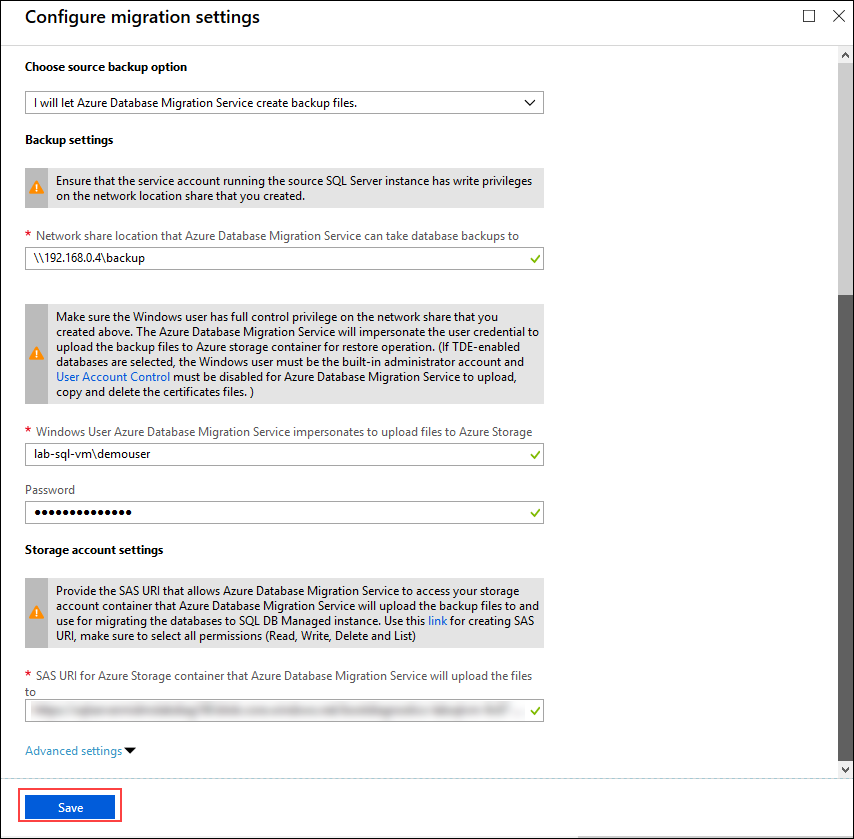 Configure migration settings
Choose source backup option
I will let Azure Database Migration Service create backup files.
Backup settings
Ensure that the service account running the source SQL Server instance has write privileges
on the network location share that you created.
* Network share location that Azure Database Migration Service can take database backups to
\\192.168.0.4\backup
Make sure the Windows user has full control privilege on the network share that you
created above. The Azure Database Migration Service will impersonate the user credential to
upload the backup files to Azure storage container for restore operation. (If TDE-enabled
databases are selected, the Windows user must be the built-in administrator account and
User Account Control must be disabled for Azure Database Migration Service to upload,
copy and delete the certificates files. )
* Windows User Azure Database Migration Service impersonates to upload files to Azure Storage
lab-sql-vm\demouser
Password
••••••••••••••
Storage account settings
Provide the SAS URI that allows Azure Database Migration Service to access your storage
account container that Azure Database Migration Service will upload the backup files to and
use for migrating the databases to SQL DB Managed instance. Use this link for creating SAS
URI, make sure to select all permissions (Read, Write, Delete and List)
* SAS URI for Azure Storage container that Azure Database Migration Service will upload the files
to
Advanced settings
Save